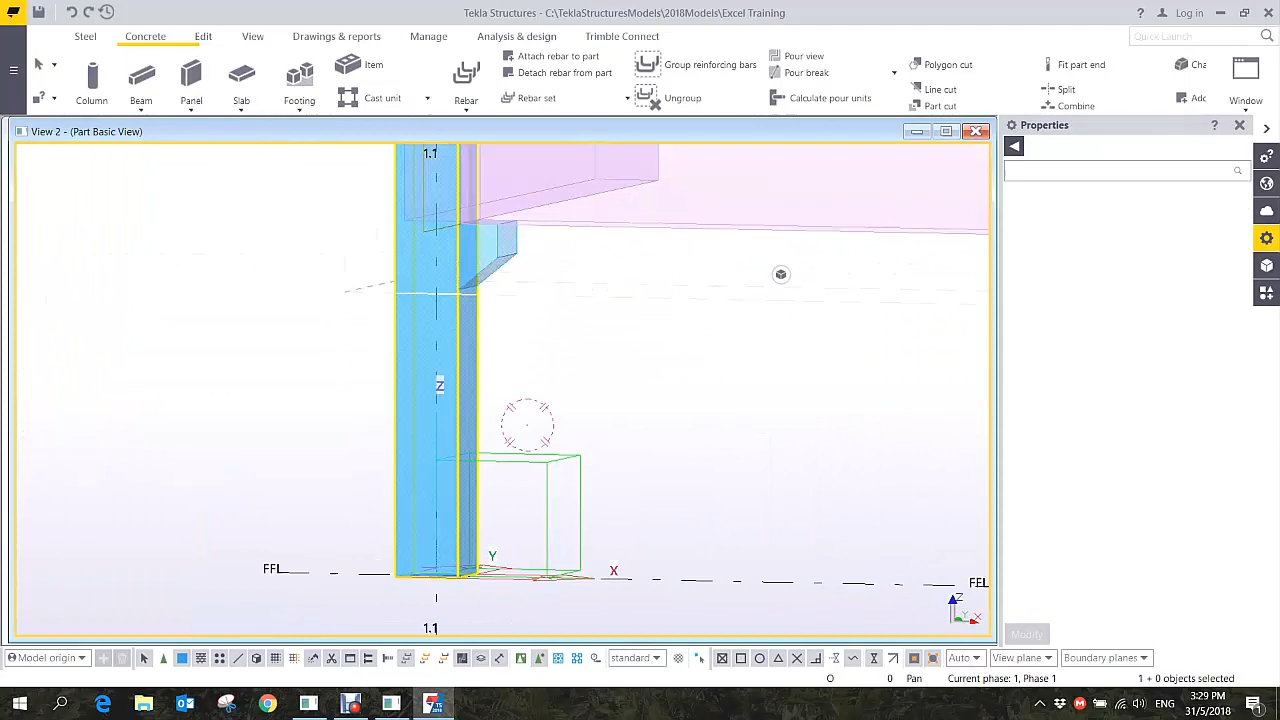 Tekla Structures - C:\TeklaStructuresModels\2018Models\Excel Training
Log in
Steel
Concrete
Edit
View
Drawings & reports
Manage
Analysis & design
Trimble Connect
Quick Launch
Column
Beam
Panel
Slab
Item
Cast unit
Footing
Rebar
Attach rebar to part
Detach rebar from part
Rebar set
Group reinforcing bars
Ungroup
Pour view
Pour break
Calculate pour units
Polygon cut
Line cut
Part cut
Fit part end
Split
Combine
Cha
Adc
Window
View 2 - (Part Basic View)
Properties
1.1
Z
Y
X
FFL
FFL
1.1
Z
Y
X
Modify
Model origin
standard
Auto
View plane
Boundary planes
O
0
Pan
Current phase: 1, Phase 1
1 + 0 objects selected
ENG
3:29 PM
31/5/2018